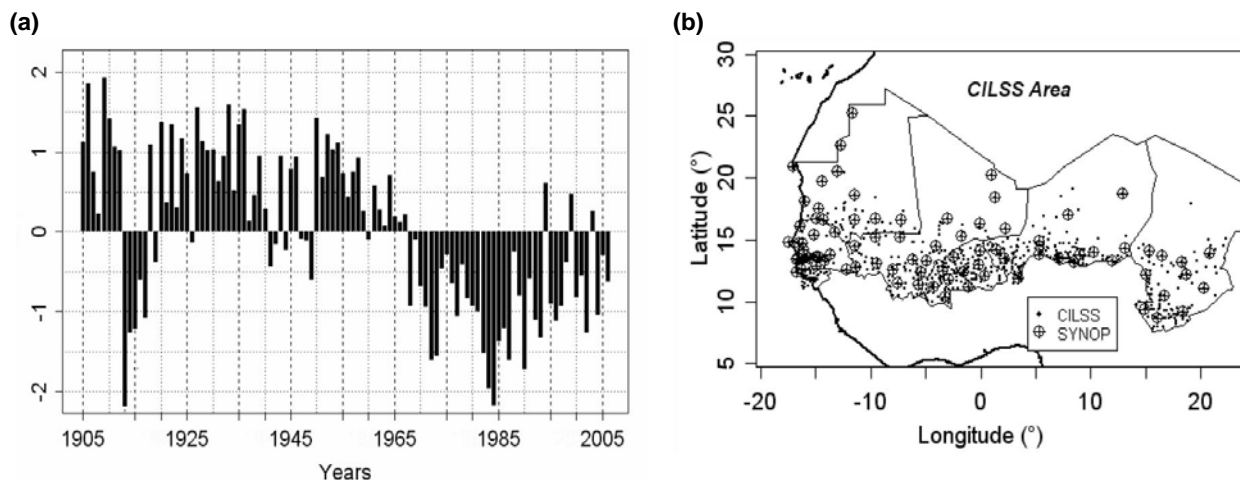 (a)
2
1
0
-1
-2
1905 1925 1945 1965 1985 2005
Years
(b)
CILSS Area
30
25
20
15
10
5
Latitude (°)
CILSS
SYNOP
-20 -10 0 10 20
Longitude (°)